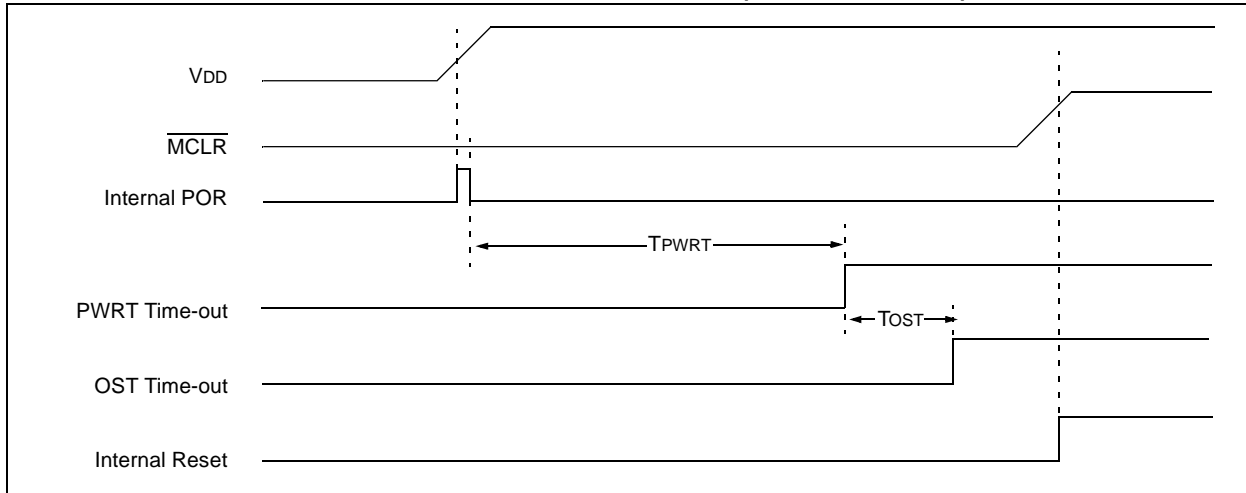 VDD
MCLR
Internal POR
TPWRT
PWRT Time-out
TOST
OST Time-out
Internal Reset